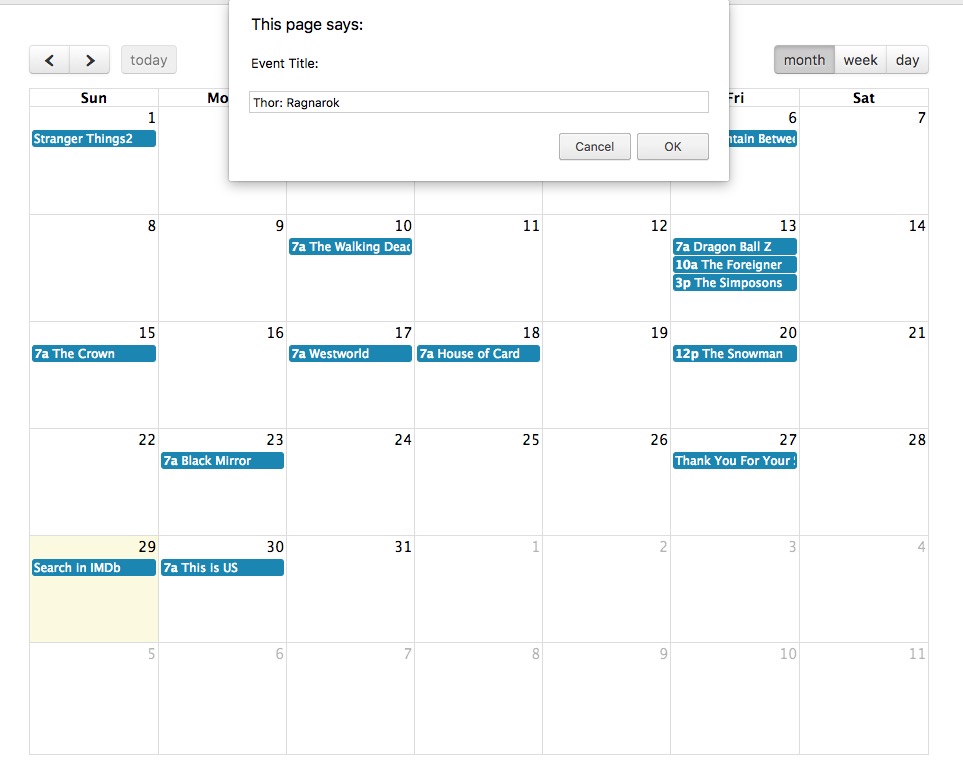 This page says:
Event Title:
Thor: Ragnarok
Cancel OK
today
month week day
Sun Mo Fri Sat
1 6 7
Stranger Things2 ntain Betwee
8 9 10 11 12 13 14
7a The Walking Dead 7a Dragon Ball Z
10a The Foreigner
3p The Simposons
15 16 17 18 19 20 21
7a The Crown 7a Westworld 7a House of Card 12p The Snowman
22 23 24 25 26 27 28
7a Black Mirror Thank You For Your
29 30 31 1 2 3 4
Search in IMDb 7a This is US
5 6 7 8 9 10 11